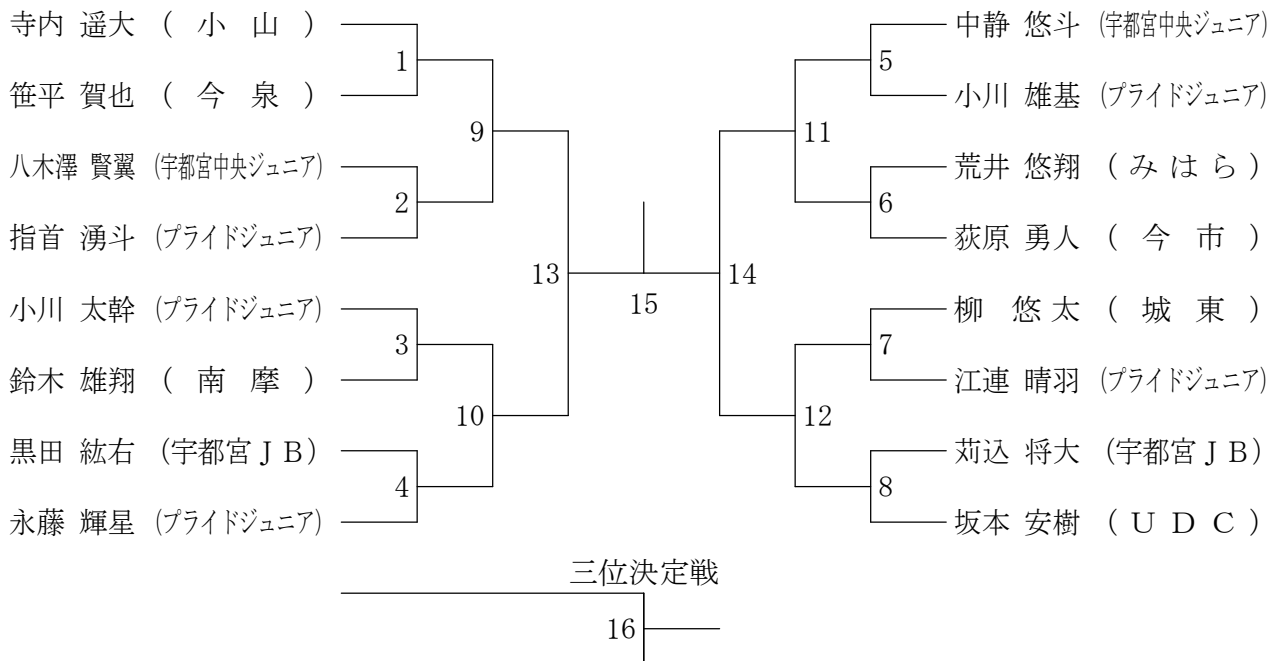 寺内 遥大 ( 小 山 )
1
笹平 賀也 ( 今 泉 )
9
八木澤 賢翼 (宇都宮中央ジュニア)
2
指首 湧斗 (プライドジュニア)
13
小川 太幹 (プライドジュニア)
3
鈴木 雄翔 ( 南 摩 )
10
黒田 紘右 (宇都宮JB)
4
永藤 輝星 (プライドジュニア)
15
中静 悠斗 (宇都宮中央ジュニア)
5
小川 雄基 (プライドジュニア)
11
荒井 悠翔 ( みはら )
6
荻原 勇人 ( 今 市 )
14
柳 悠太 ( 城 東 )
7
江連 晴羽 (プライドジュニア)
12
苅込 将大 (宇都宮JB)
8
坂本 安樹 ( UDC )
三位決定戦
16